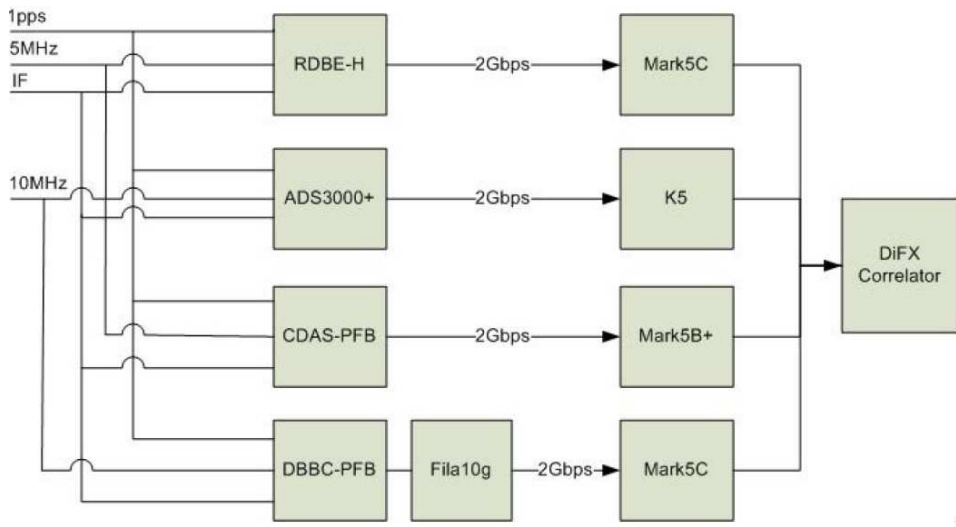 1pps
5MHz
IF
10MHz
RDBE-H
2Gbps
Mark5C
ADS3000+
2Gbps
K5
CDAS-PFB
2Gbps
Mark5B+
DBBC-PFB
Fila10g
2Gbps
Mark5C
DiFX
Correlator